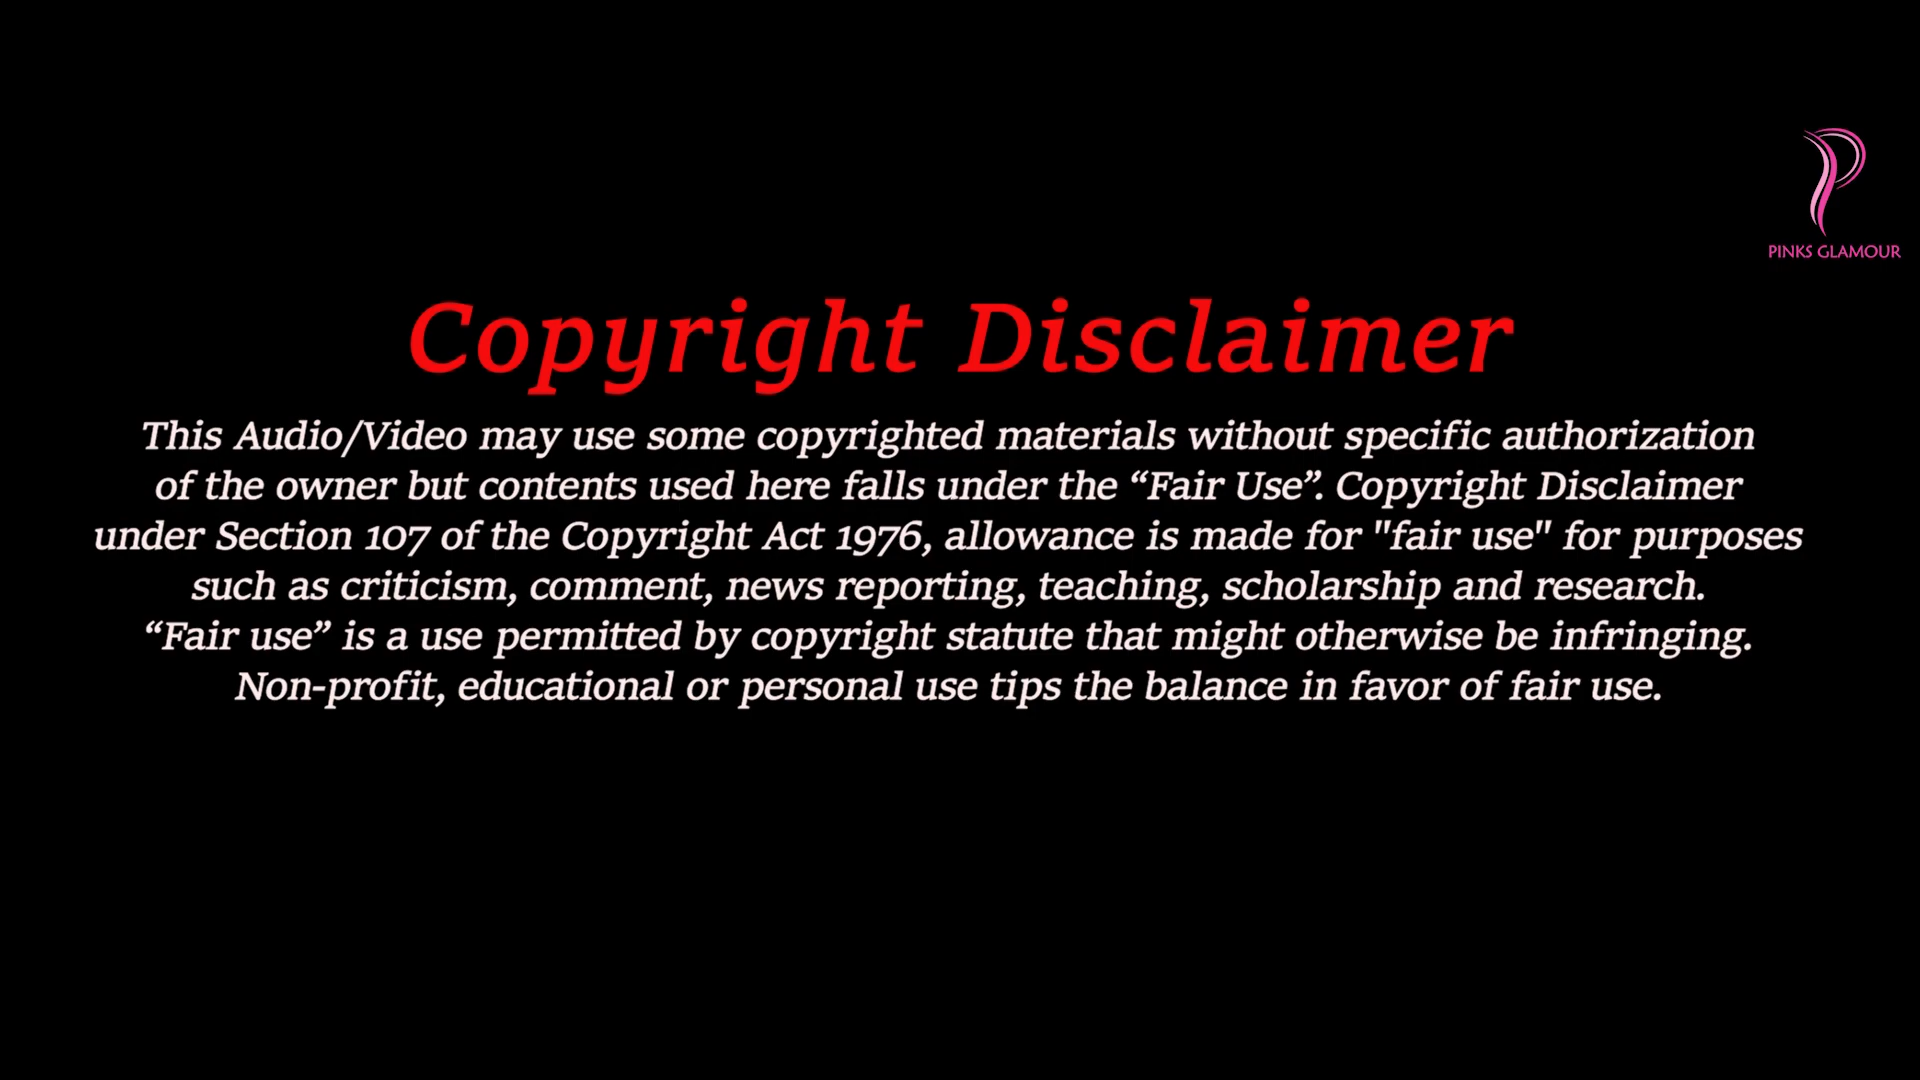 PINKS GLAMOUR
Copyright Disclaimer
This Audio/Video may use some copyrighted materials without specific authorization
of the owner but contents used here falls under the “Fair Use”. Copyright Disclaimer
under Section 107 of the Copyright Act 1976, allowance is made for "fair use" for purposes
such as criticism, comment, news reporting, teaching, scholarship and research.
“Fair use” is a use permitted by copyright statute that might otherwise be infringing.
Non-profit, educational or personal use tips the balance in favor of fair use.